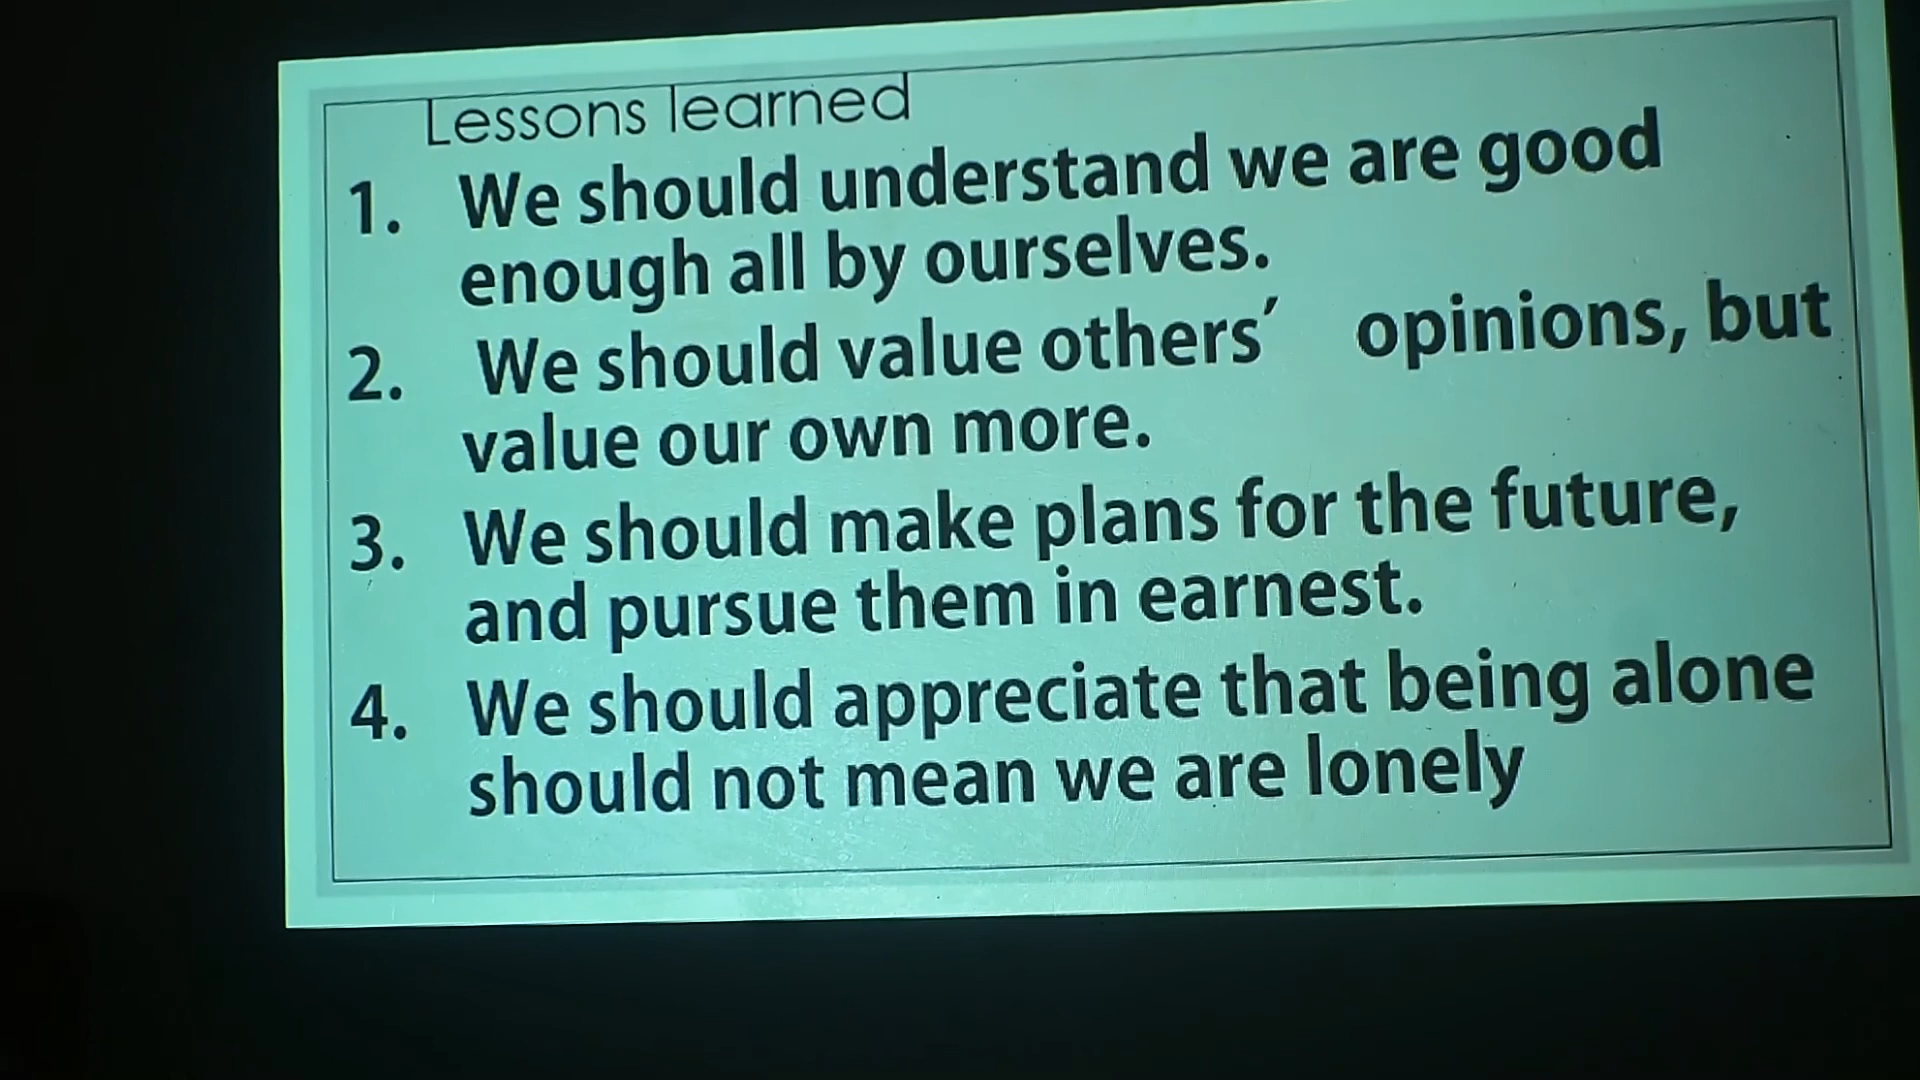 Lessons learned
1. We should understand we are good
enough all by ourselves.
2. We should value others' opinions, but
value our own more.
3. We should make plans for the future,
and pursue them in earnest.
4. We should appreciate that being alone
should not mean we are lonely